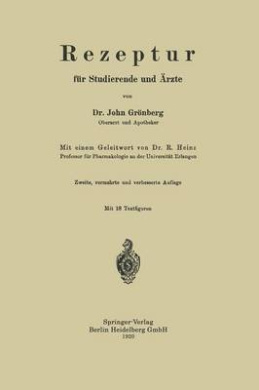 Rezeptur
für Studierende und Ärzte
von
Dr. John Grünberg
Oberarzt und Apotheker
Mit einem Geleitwort von Dr. R. Heinz
Professor für Pharmakologie an der Universität Erlangen
Zweite, vermehrte und verbesserte Auflage
Mit 18 Textfiguren
Springer-Verlag
Berlin Heidelberg GmbH